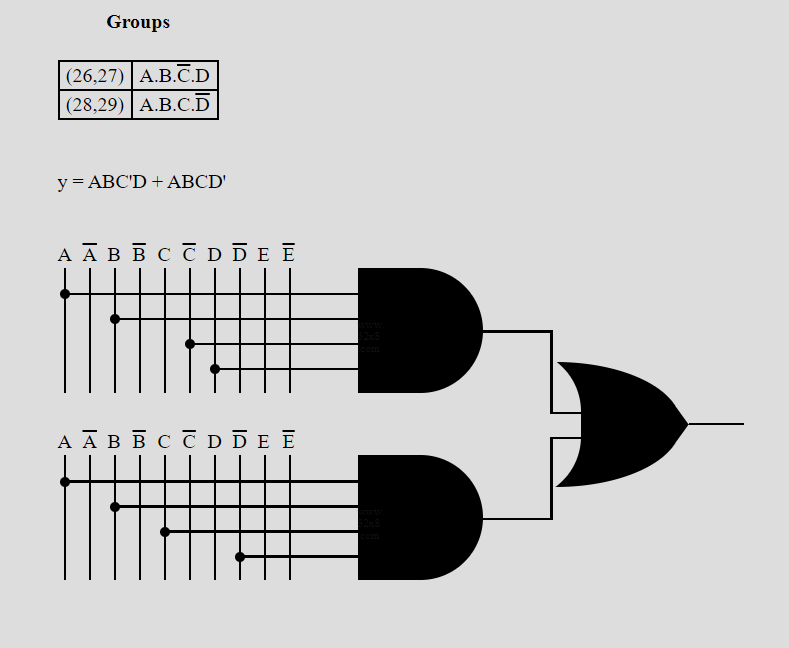 Groups
(26,27) A.B.C̅.D
(28,29) A.B.C.D̅
y = ABC'D + ABCD'
A A̅ B B̅ C C̅ D D̅ E E̅
A A̅ B B̅ C C̅ D D̅ E E̅